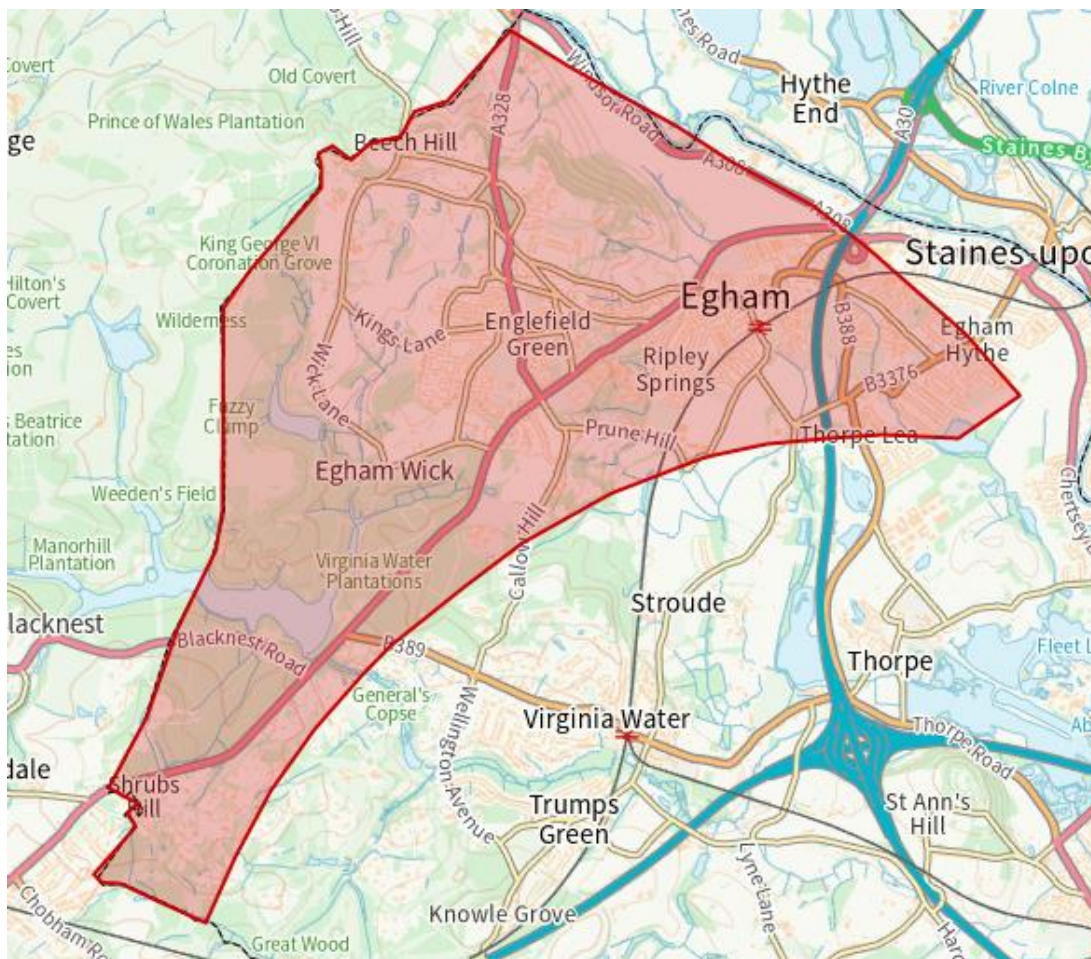 Hill
nes Road
Covert
Old Covert
Hythe
End
River Colne
Prince of Wales Plantation
A328
Windsor Road
A30
Staines B
ge
Beech Hill
A308
King George VI
Coronation Grove
A308
Staines-upo
Hilton's
Covert
Egham
Wilderness
Kings Lane
Englefield
Green
B388
Egham
Hythe
Ripley
Springs
Wick Lane
B3376
Fuzzy
Clump
s Beatrice
tation
Prune Hill
Thorpe Lea
Egham Wick
Weeden's Field
Chertsey
Callow Hill
Manorhill
Plantation
Virginia Water
Plantations
Stroude
lacknest
Blacknest Road
B389
Thorpe
Fleet L
General's
Copse
Wellington Avenue
Virginia Water
Thorpe Road
Ab
dale
Shrubs
Hill
Trumps
Green
St Ann's
Hill
Lyne Lane
Chobham Ro
Knowle Grove
Great Wood
Hard